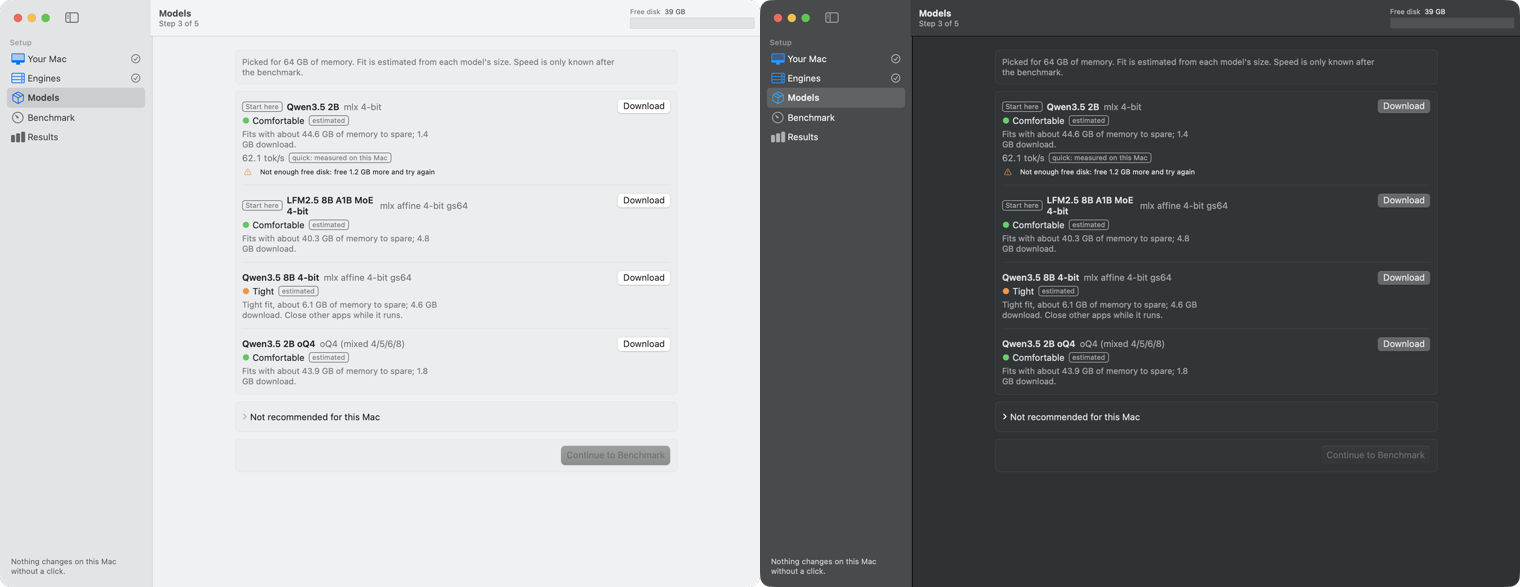 Models
Step 3 of 5
Free disk 39 GB
Setup
Your Mac
Engines
Models
Benchmark
Results
Nothing changes on this Mac
without a click.
Picked for 64 GB of memory. Fit is estimated from each model's size. Speed is only known after
the benchmark.
Start here Qwen3.5 2B mlx 4-bit Download
Comfortable estimated
Fits with about 44.6 GB of memory to spare; 1.4
GB download.
62.1 tok/s quick: measured on this Mac
Not enough free disk: free 1.2 GB more and try again
Start here LFM2.5 8B A1B MoE
4-bit mlx affine 4-bit gs64 Download
Comfortable estimated
Fits with about 40.3 GB of memory to spare; 4.8
GB download.
Qwen3.5 8B 4-bit mlx affine 4-bit gs64 Download
Tight estimated
Tight fit, about 6.1 GB of memory to spare; 4.6 GB
download. Close other apps while it runs.
Qwen3.5 2B oQ4 oQ4 (mixed 4/5/6/8) Download
Comfortable estimated
Fits with about 43.9 GB of memory to spare; 1.8
GB download.
Not recommended for this Mac
Continue to Benchmark
Models
Step 3 of 5
Free disk 39 GB
Setup
Your Mac
Engines
Models
Benchmark
Results
Nothing changes on this Mac
without a click.
Picked for 64 GB of memory. Fit is estimated from each model's size. Speed is only known after
the benchmark.
Start here Qwen3.5 2B mlx 4-bit Download
Comfortable estimated
Fits with about 44.6 GB of memory to spare; 1.4
GB download.
62.1 tok/s quick: measured on this Mac
Not enough free disk: free 1.2 GB more and try again
Start here LFM2.5 8B A1B MoE
4-bit mlx affine 4-bit gs64 Download
Comfortable estimated
Fits with about 40.3 GB of memory to spare; 4.8
GB download.
Qwen3.5 8B 4-bit mlx affine 4-bit gs64 Download
Tight estimated
Tight fit, about 6.1 GB of memory to spare; 4.6 GB
download. Close other apps while it runs.
Qwen3.5 2B oQ4 oQ4 (mixed 4/5/6/8) Download
Comfortable estimated
Fits with about 43.9 GB of memory to spare; 1.8
GB download.
Not recommended for this Mac
Continue to Benchmark